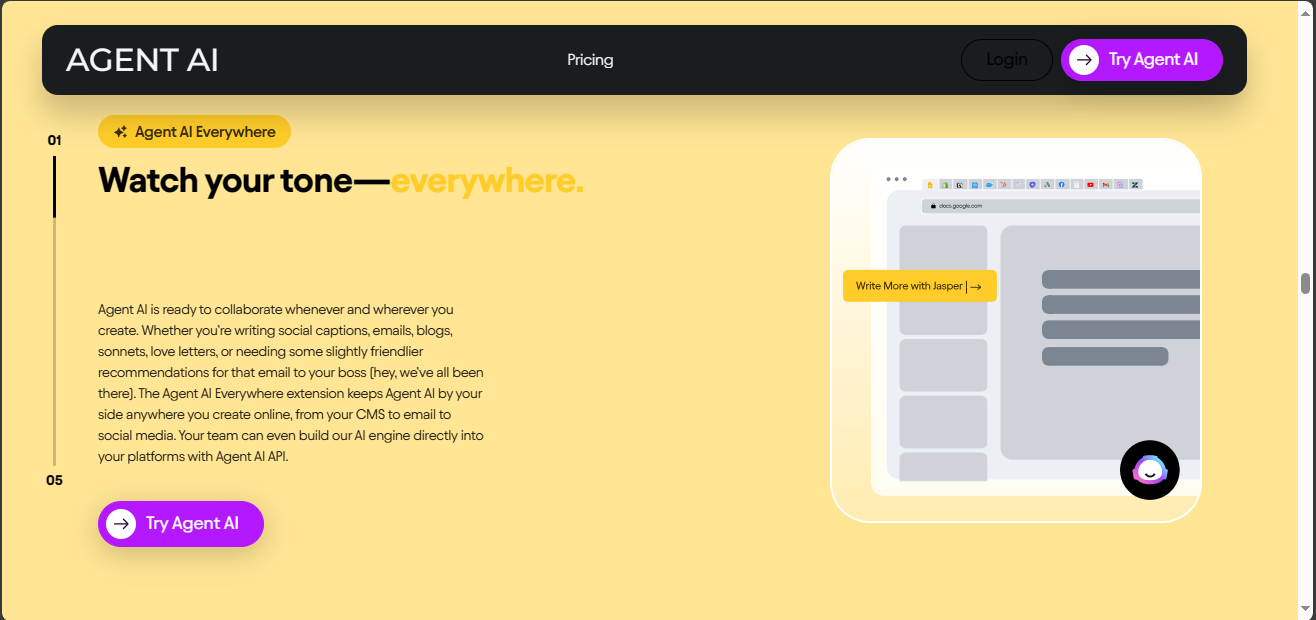 AGENT AI
Pricing
Login
Try Agent AI
01
Agent AI Everywhere
Watch your tone—everywhere.
Agent AI is ready to collaborate whenever and wherever you
create. Whether you're writing social captions, emails, blogs,
sonnets, love letters, or needing some slightly friendlier
recommendations for that email to your boss (hey, we've all been
there). The Agent AI Everywhere extension keeps Agent AI by your
side anywhere you create online, from your CMS to email to
social media. Your team can even build our AI engine directly into
your platforms with Agent AI API.
05
Try Agent AI
docs.google.com
Write More with Jasper